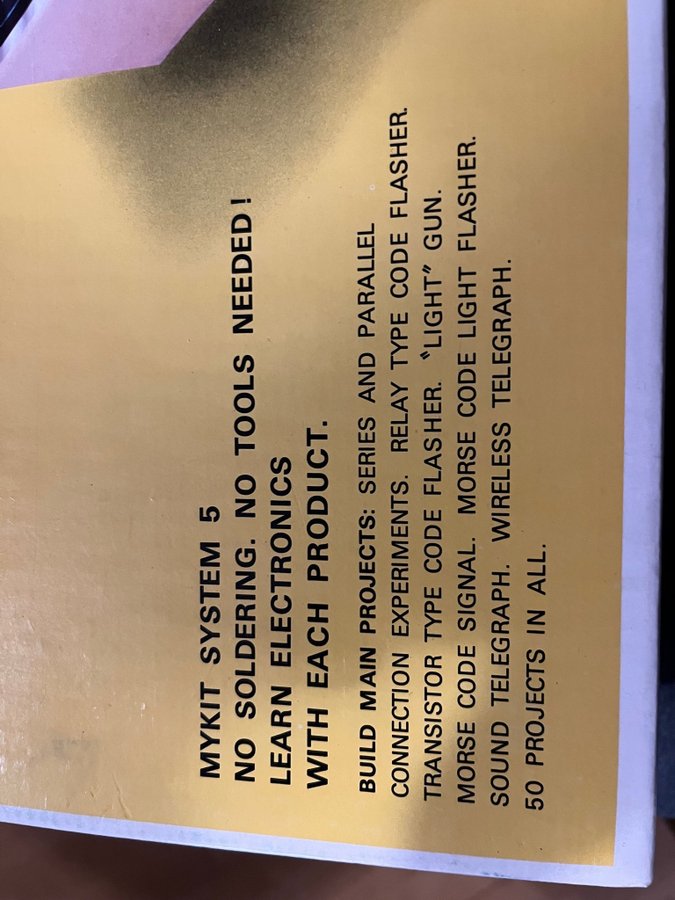 MYKIT SYSTEM 5
NO SOLDERING. NO TOOLS NEEDED!
LEARN ELECTRONICS
WITH EACH PRODUCT.
BUILD MAIN PROJECTS: SERIES AND PARALLEL
CONNECTION EXPERIMENTS. RELAY TYPE CODE FLASHER.
TRANSISTOR TYPE CODE FLASHER. "LIGHT" GUN.
MORSE CODE SIGNAL. MORSE CODE LIGHT FLASHER.
SOUND TELEGRAPH. WIRELESS TELEGRAPH.
50 PROJECTS IN ALL.